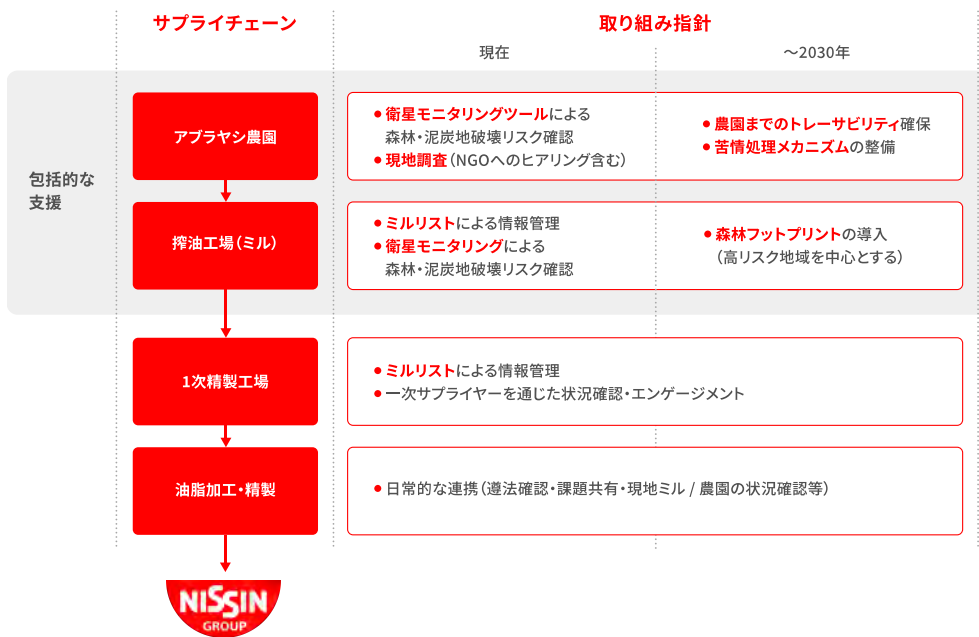 サプライチェーン
取り組み指針
現在
～2030年
包括的な
支援
アブラヤシ農園
●衛星モニタリングツールによる
森林・泥炭地破壊リスク確認
●現地調査（NGOへのヒアリング含む）
●農園までのトレーサビリティ確保
●苦情処理メカニズムの整備
搾油工場（ミル）
●ミルリストによる情報管理
●衛星モニタリングによる
森林・泥炭地破壊リスク確認
●森林フットプリントの導入
（高リスク地域を中心とする）
1次精製工場
●ミルリストによる情報管理
●一次サプライヤーを通じた状況確認・エンゲージメント
油脂加工・精製
●日常的な連携（遵法確認・課題共有・現地ミル / 農園の状況確認等）
NISSIN
GROUP